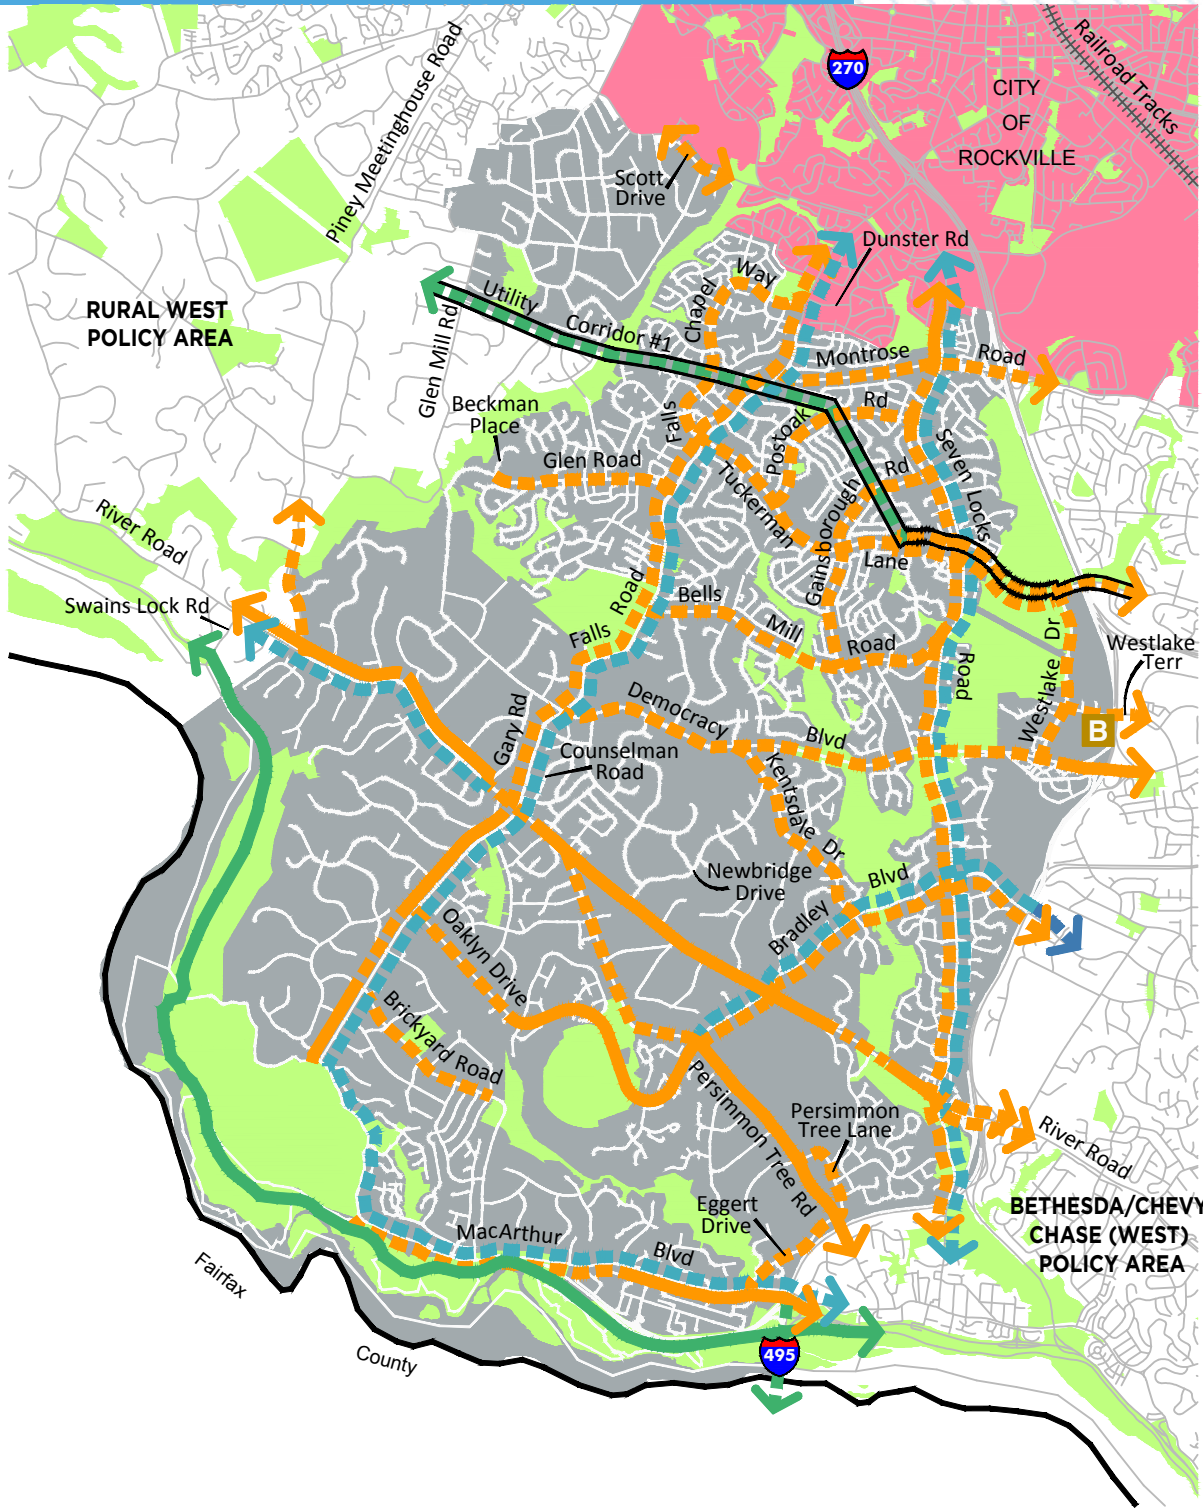 270
Railroad Tracks
CITY
OF
ROCKVILLE
Piney Meetinghouse Road
Scott
Drive
Dunster Rd
Way
Chapel
Utility
Corridor #1
RURAL WEST
POLICY AREA
Glen Mill Rd
Montrose
Road
Beckman
Place
Falls
Rd
Postoak
Glen Road
Tuckerman
Rd
Seven Locks
Gainsborough
River Road
Lane
Swains Lock Rd
Road
Bells
Mill
Falls
Road
Road
Dr
Westlake
Terr
Westlake
Democracy
Blvd
B
Gary Rd
Counselman
Road
Kentsdale Dr
Newbridge
Drive
Blvd
Bradley
Oaklyn Drive
Brickyard Road
Persimmon Tree Rd
Persimmon
Tree Lane
River Road
Eggert
Drive
BETHESDA/CHEVY
CHASE (WEST)
POLICY AREA
MacArthur
Blvd
Fairfax
County
495